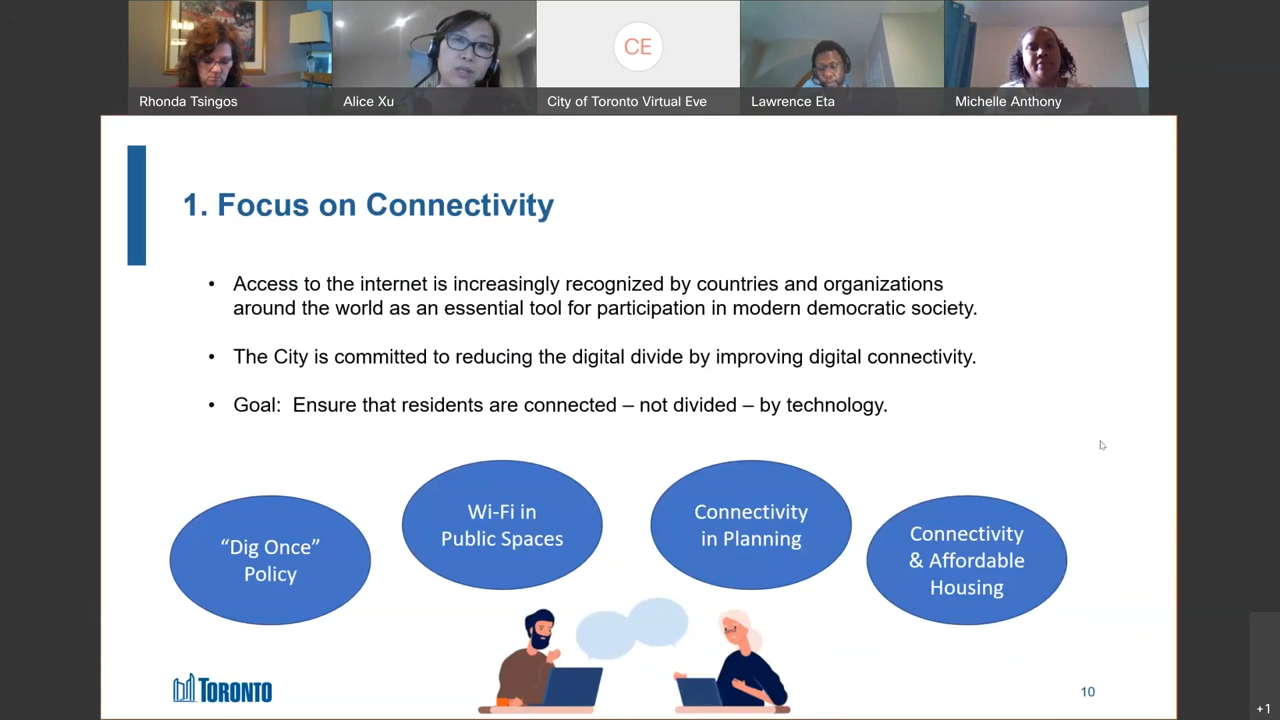 CE
Rhonda Tsingos
Alice Xu
City of Toronto Virtual Eve
Lawrence Eta
Michelle Anthony
1. Focus on Connectivity
• Access to the internet is increasingly recognized by countries and organizations
around the world as an essential tool for participation in modern democratic society.
• The City is committed to reducing the digital divide by improving digital connectivity.
• Goal: Ensure that residents are connected – not divided – by technology.
“Dig Once”
Policy
Wi-Fi in
Public Spaces
Connectivity
in Planning
Connectivity
& Affordable
Housing
TORONTO
10
+1